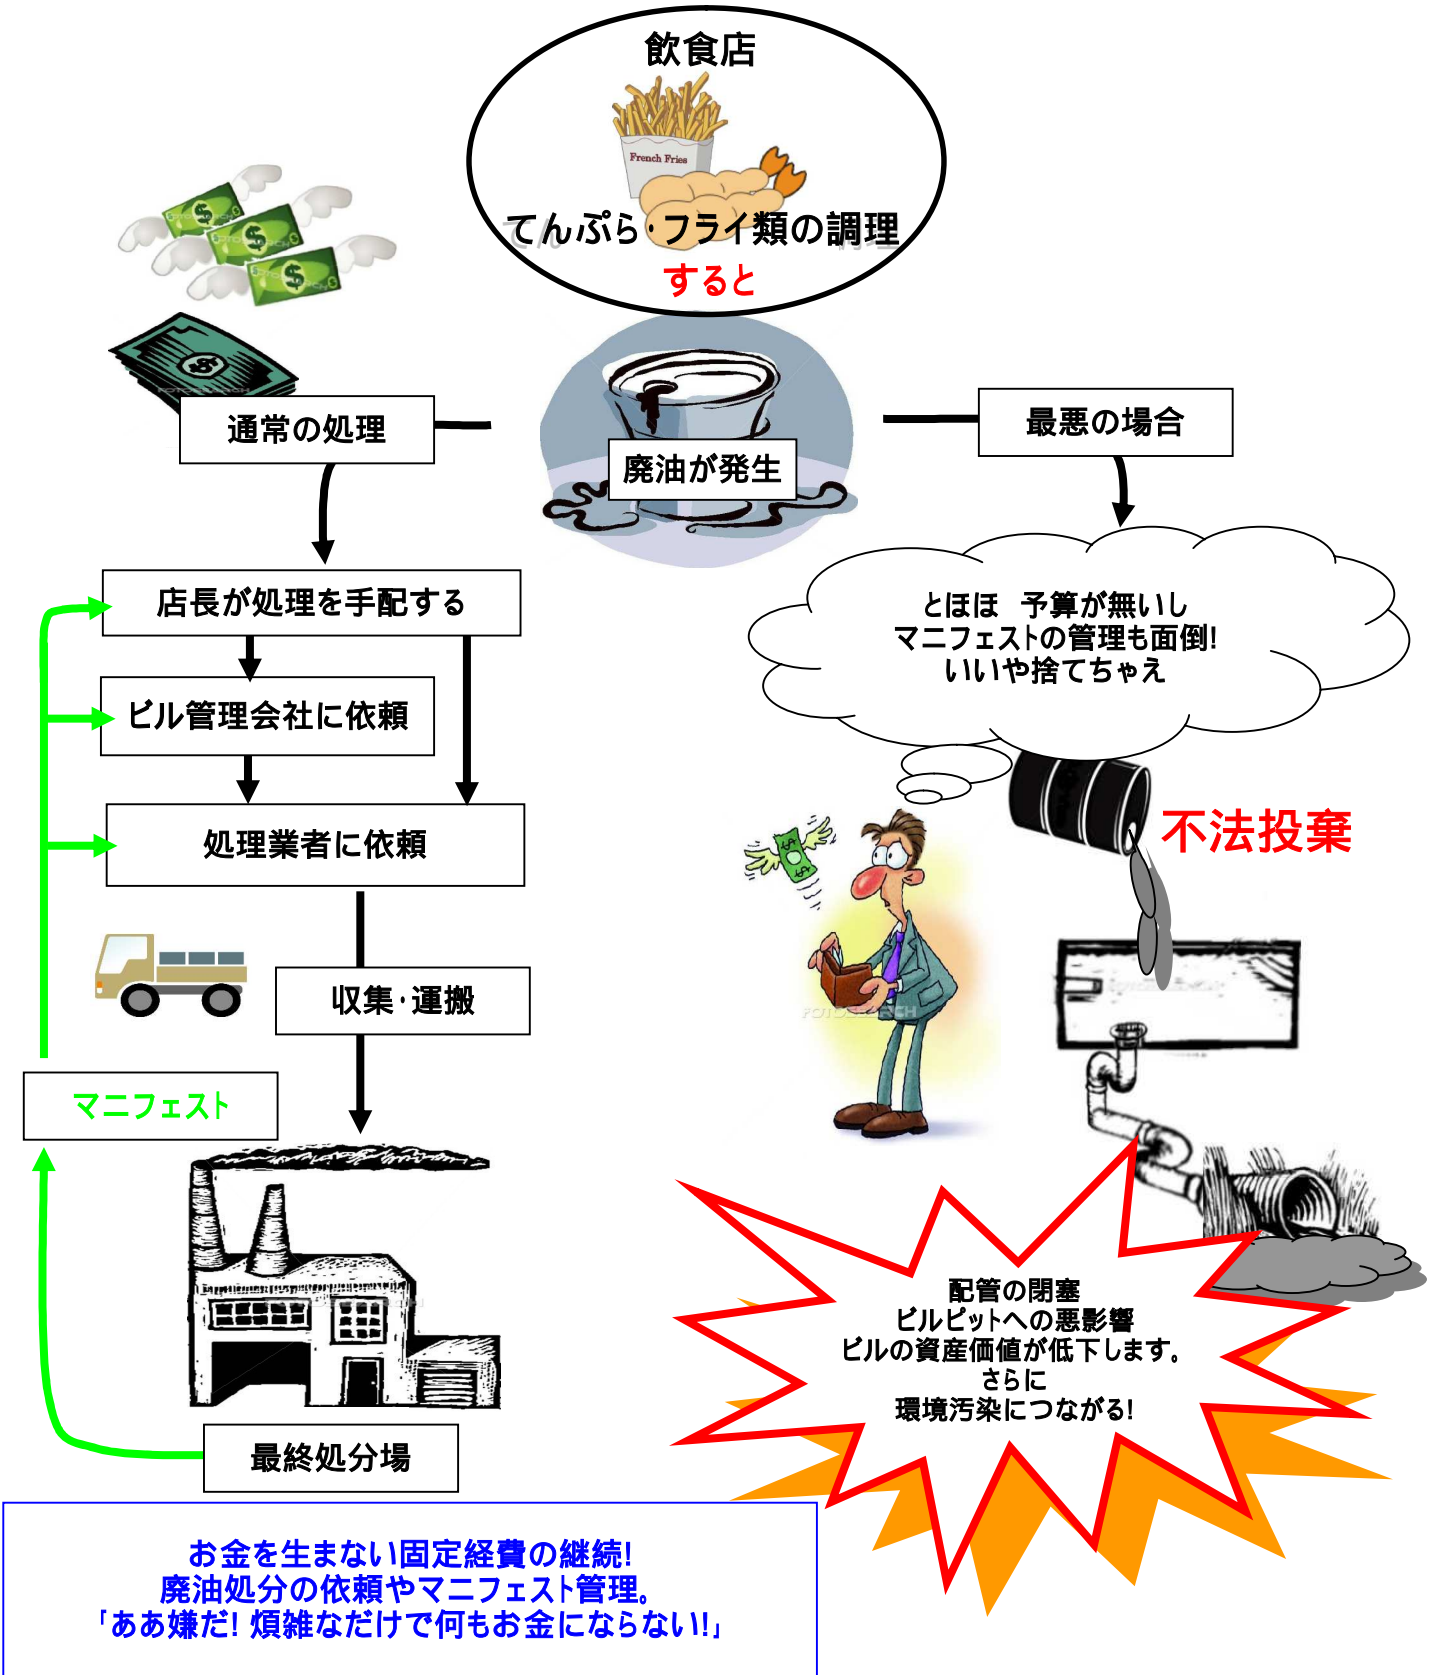 飲食店
French Fries
てんぷら・フライ類の調理
すると
通常の処理
廃油が発生
最悪の場合
店長が処理を手配する
ビル管理会社に依頼
処理業者に依頼
収集・運搬
マニフェスト
最終処分場
とほほ 予算が無いし
マニフェストの管理も面倒!
いいや捨てちゃえ
不法投棄
配管の閉塞
ビルピットへの悪影響
ビルの資産価値が低下します。
さらに
環境汚染につながる!
お金を生まない固定経費の継続!
廃油処分の依頼やマニフェスト管理。
「ああ嫌だ! 煩雑なだけで何もお金にならない!」